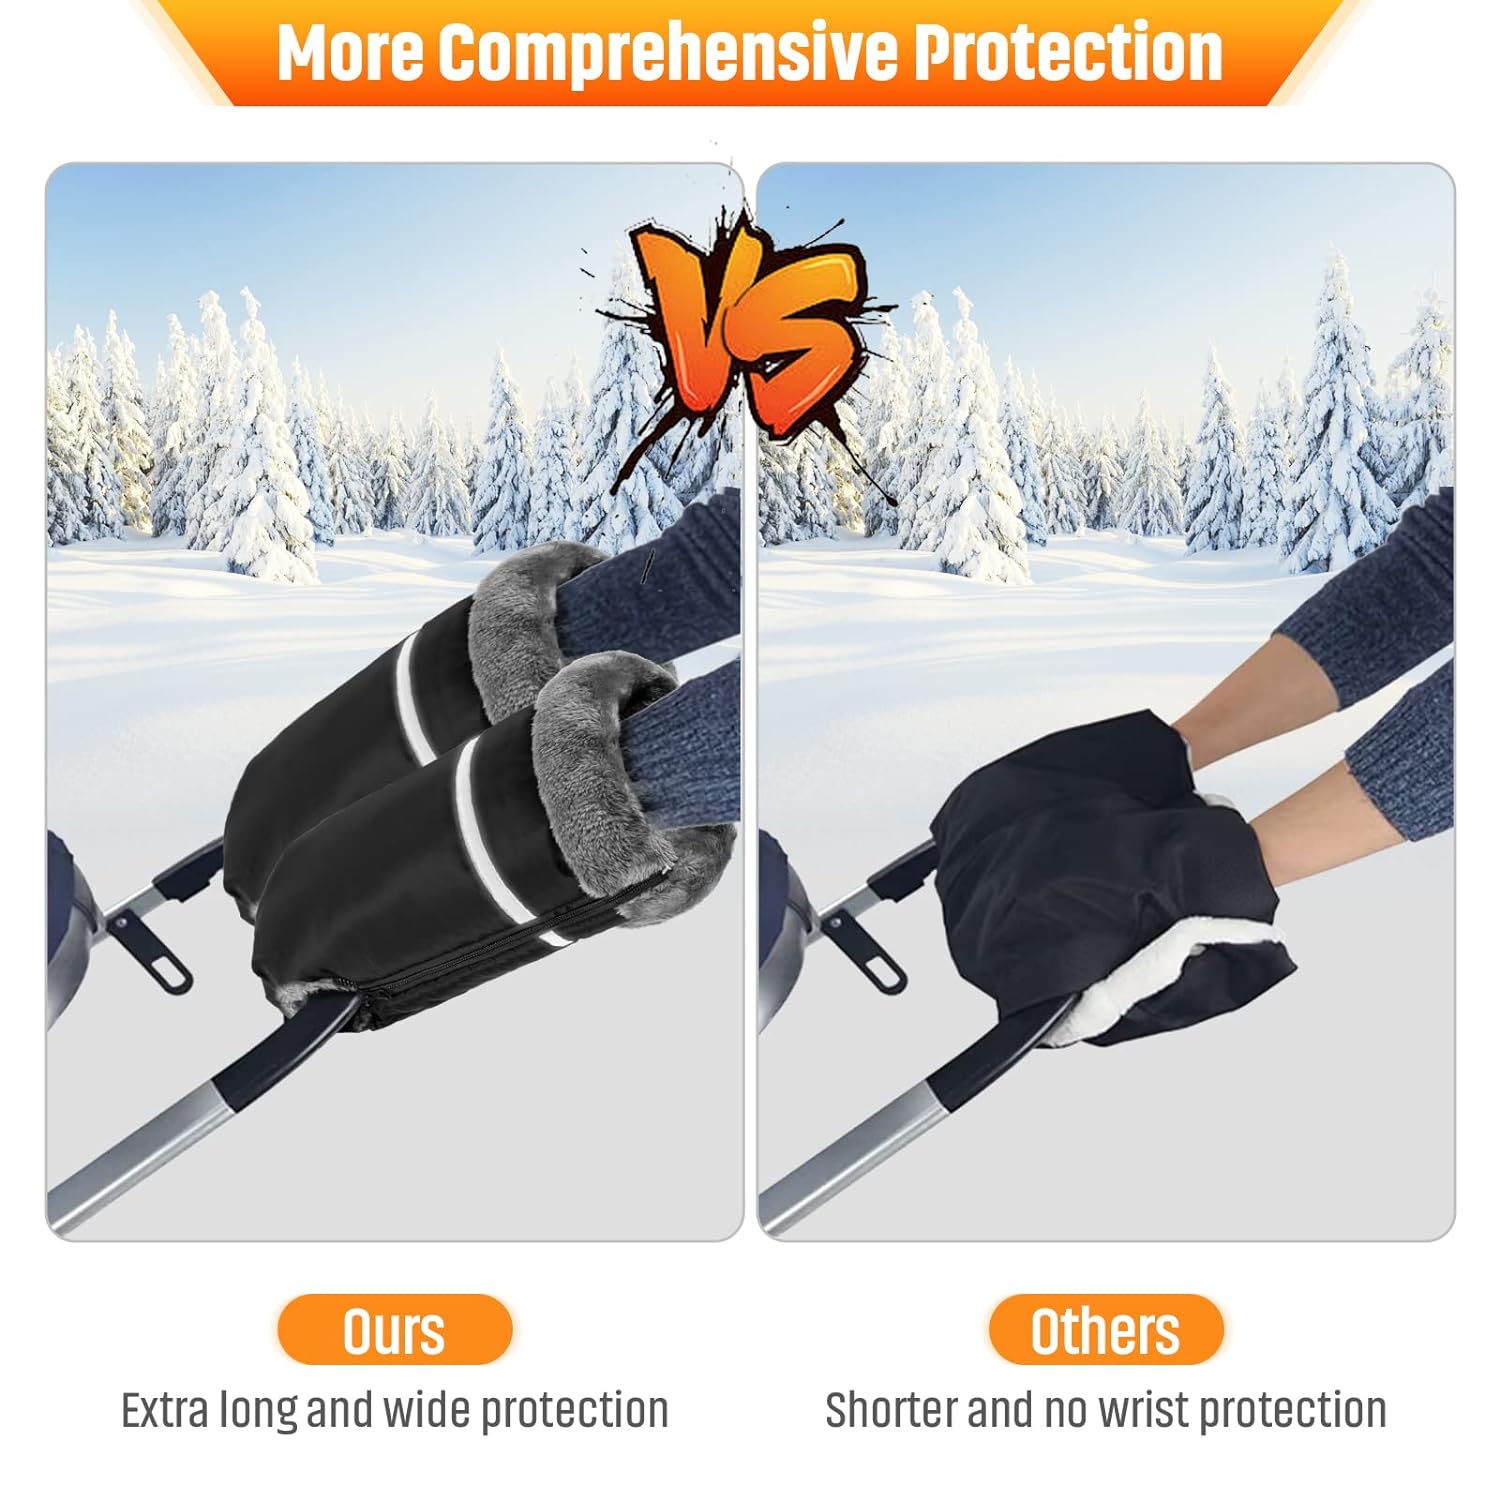 More Comprehensive Protection
VS
Ours
Others
Extra long and wide protection
Shorter and no wrist protection